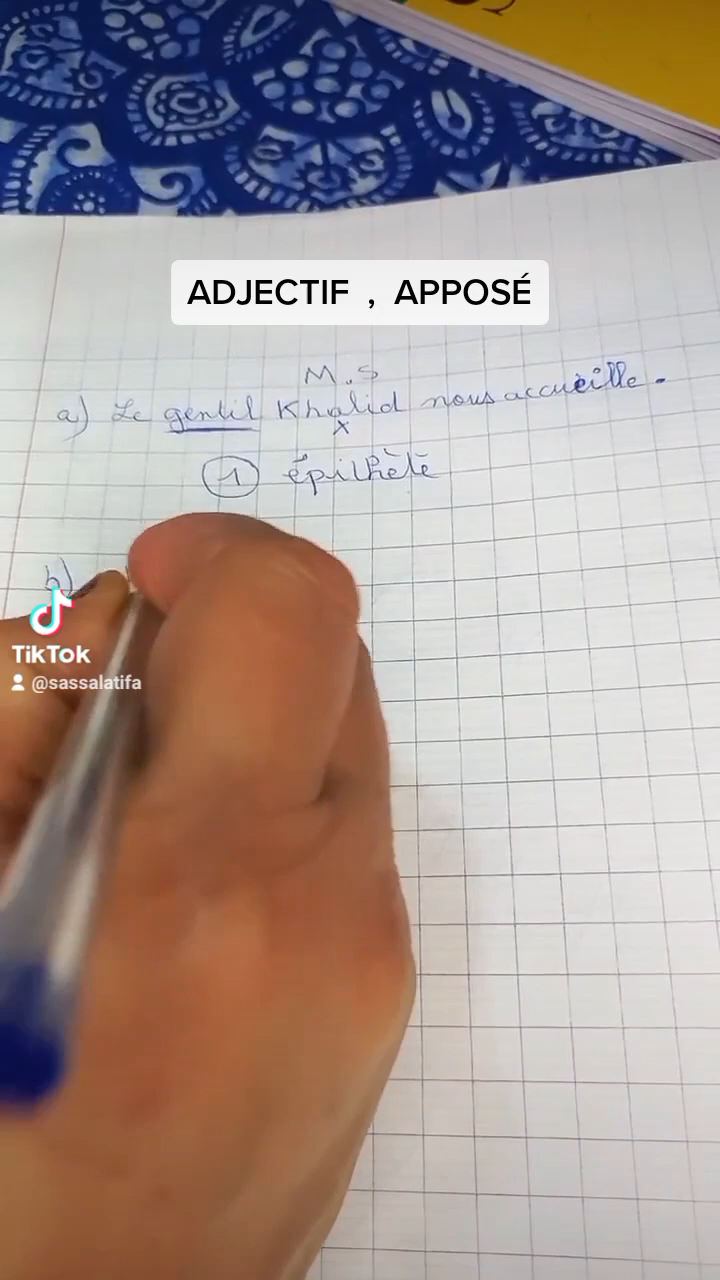 ADJECTIF , APPOSÉ
M.S
a) Le gentil Khalid nous accueille.
x
1 épithète
b)
TikTok
@sassalatifa